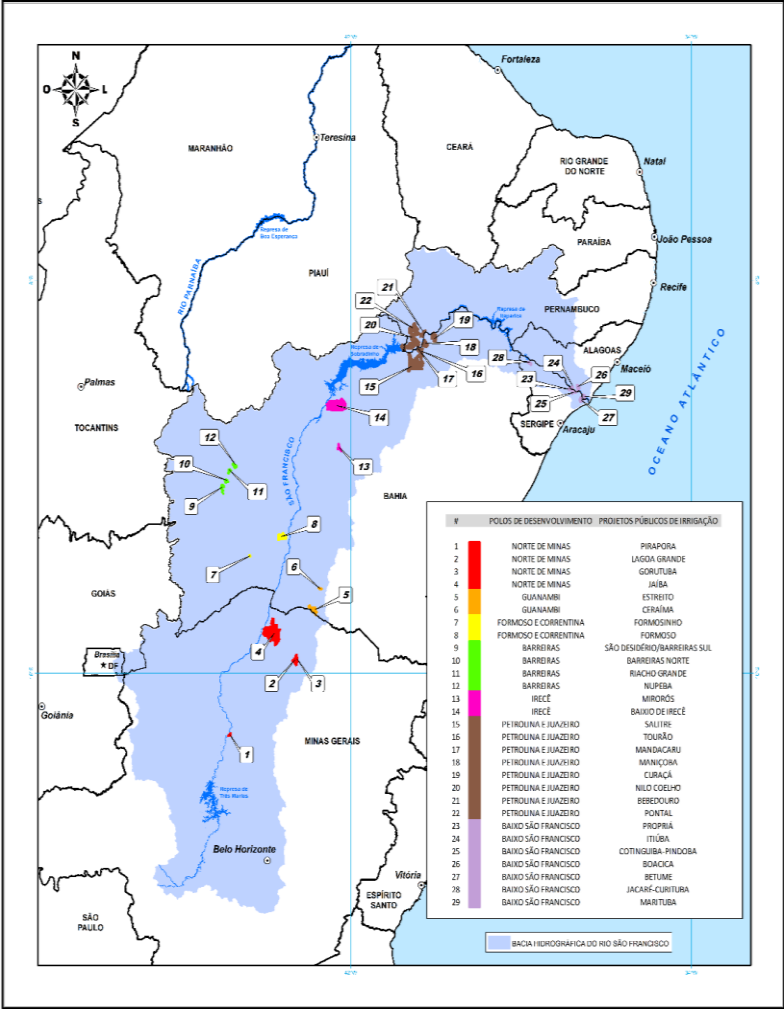 N
O
L
S
Fortaleza
Teresina
MARANHÃO
CEARÁ
RIO GRANDE
DO NORTE
Natal
Represa de
Boa Esperança
PARAÍBA
João Pessoa
RIO PARNAÍBA
PIAUÍ
Recife
21
22
19
PERNAMBUCO
Represa de
Itaparica
20
18
Represa de
Sobradinho
28
24
ALAGOAS
Maceió
26
15
17
16
23
29
Palmas
25
27
14
SERGIPE
Aracaju
OCEANO ATLÂNTICO
TOCANTINS
12
SÃO FRANCISCO
13
10
11
9
BAHIA
8
7
6
GOIÁS
5
4
Brasília
DF
2
3
Goiânia
MINAS GERAIS
1
Represa de
Três Marias
Belo Horizonte
Vitória
ESPÍRITO
SANTO
SÃO
PAULO
# POLOS DE DESENVOLVIMENTO PROJETOS PÚBLICOS DE IRRIGAÇÃO
1 NORTE DE MINAS PIRAPORA
2 NORTE DE MINAS LAGOA GRANDE
3 NORTE DE MINAS GORUTUBA
4 NORTE DE MINAS JAÍBA
5 GUANAMBI ESTREITO
6 GUANAMBI CERAÍMA
7 FORMOSO E CORRENTINA FORMOSINHO
8 FORMOSO E CORRENTINA FORMOSO
9 BARREIRAS SÃO DESIDÉRIO/BARREIRAS SUL
10 BARREIRAS BARREIRAS NORTE
11 BARREIRAS RIACHO GRANDE
12 BARREIRAS NUPEBA
13 IRECÊ MIRORÓS
14 IRECÊ BAIXIO DE IRECÊ
15 PETROLINA E JUAZEIRO SALITRE
16 PETROLINA E JUAZEIRO TOURÃO
17 PETROLINA E JUAZEIRO MANDACARU
18 PETROLINA E JUAZEIRO MANIÇOBA
19 PETROLINA E JUAZEIRO CURAÇÁ
20 PETROLINA E JUAZEIRO NILO COELHO
21 PETROLINA E JUAZEIRO BEBEDOURO
22 PETROLINA E JUAZEIRO PONTAL
23 BAIXO SÃO FRANCISCO PROPRIÁ
24 BAIXO SÃO FRANCISCO ITIÚBA
25 BAIXO SÃO FRANCISCO COTINGUIBA-PINDOBA
26 BAIXO SÃO FRANCISCO BOACICA
27 BAIXO SÃO FRANCISCO BETUME
28 BAIXO SÃO FRANCISCO JACARÉ-CURITUBA
29 BAIXO SÃO FRANCISCO MARITUBA
BACIA HIDROGRÁFICA DO RIO SÃO FRANCISCO